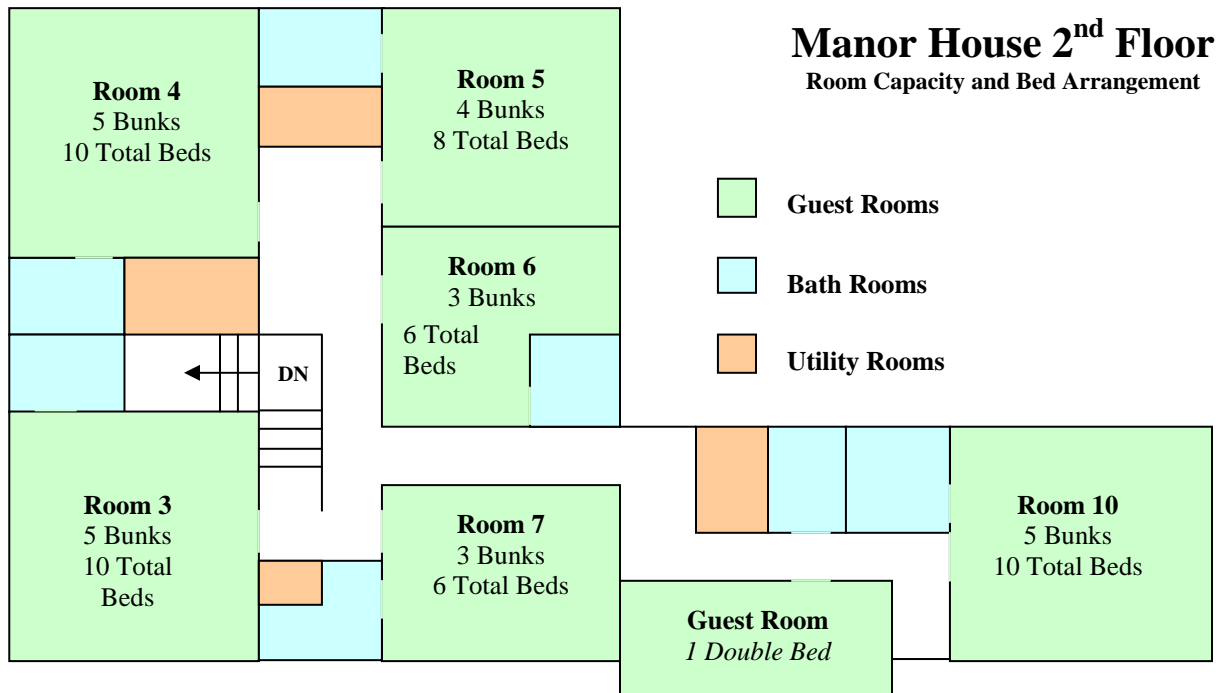 Manor House 2nd Floor
Room Capacity and Bed Arrangement
Room 4
5 Bunks
10 Total Beds
Room 5
4 Bunks
8 Total Beds
Guest Rooms
Bath Rooms
Utility Rooms
Room 6
3 Bunks
6 Total
Beds
DN
Room 3
5 Bunks
10 Total
Beds
Room 7
3 Bunks
6 Total Beds
Guest Room
1 Double Bed
Room 10
5 Bunks
10 Total Beds